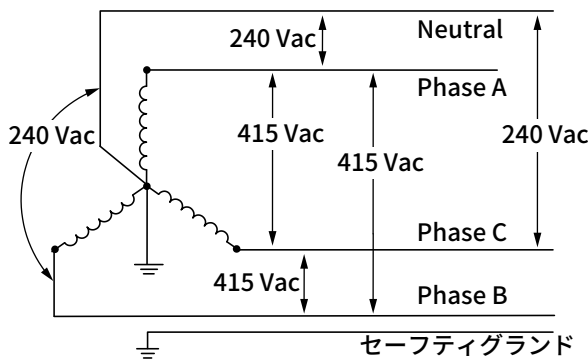 Neutral
240 Vac
Phase A
240 Vac
415 Vac
240 Vac
415 Vac
Phase C
415 Vac
Phase B
セーフティグランド